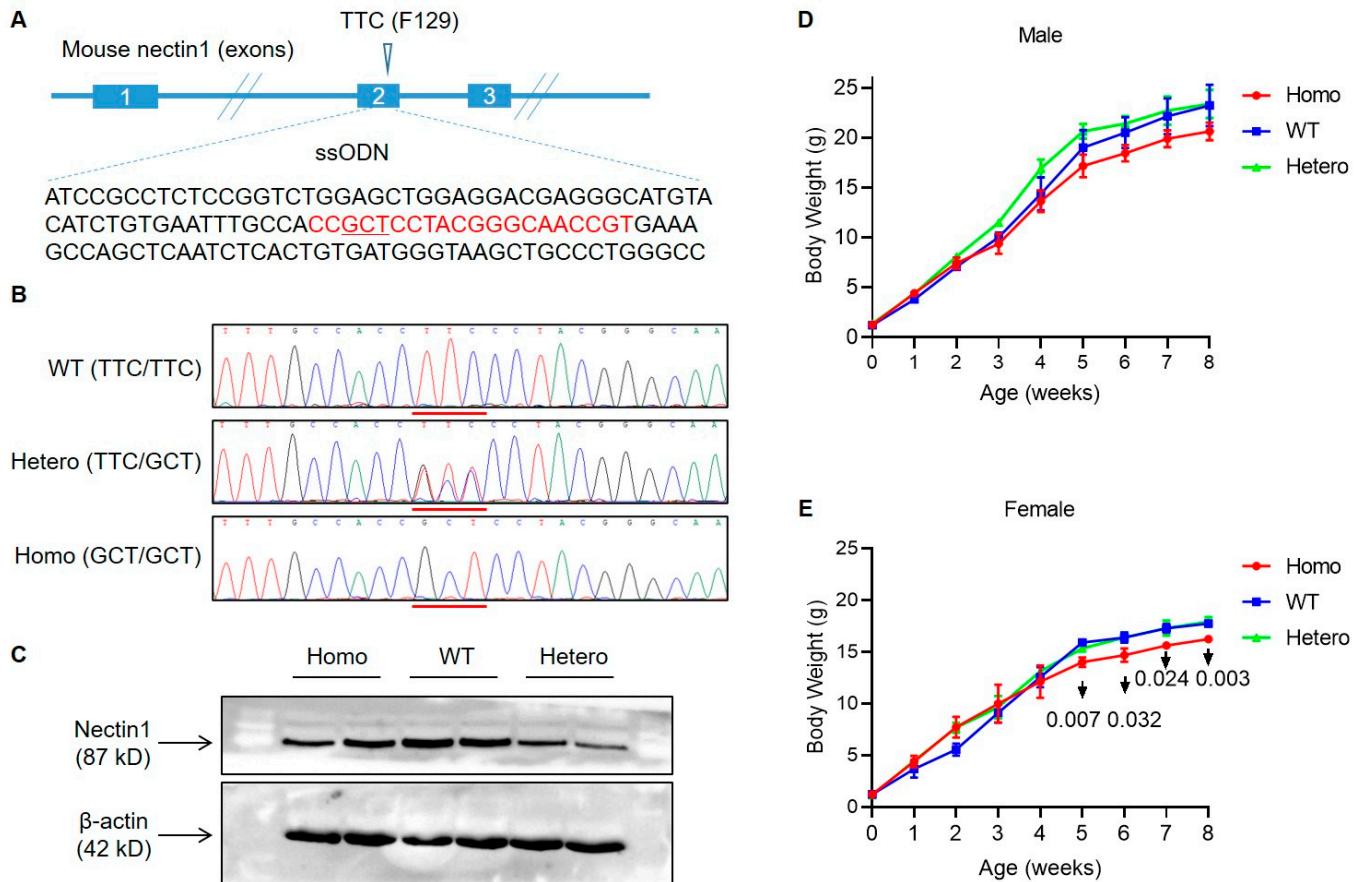 A
TTC (F129)
Mouse nectin1 (exons)
1
2
3
ssODN
ATCCGCCTCTCCGGTCTGGAGCTGGAGGACGAGGGCATGTA
CATCTGTGAATTTGCCACCGCTCCTACGGGCAACCGTGAAA
GCCAGCTCAATCTCACTGTGATGGGTAAGCTGCCCTGGGCC
B
T T T G C C A C C T T C C C T A C G G G C A A
WT (TTC/TTC)
T T T G C C A C C T T C C C T A C G G G C A A
Hetero (TTC/GCT)
T T T G C C A C C G C T C C T A C G G G C A A
Homo (GCT/GCT)
C
Homo WT Hetero
Nectin1
(87 kD)
β-actin
(42 kD)
D
Male
Body Weight (g)
25
20
15
10
5
0
0 1 2 3 4 5 6 7 8
Age (weeks)
Homo
WT
Hetero
E
Female
Body Weight (g)
25
20
15
10
5
0
0.024 0.003
0.007 0.032
0 1 2 3 4 5 6 7 8
Age (weeks)
Homo
WT
Hetero